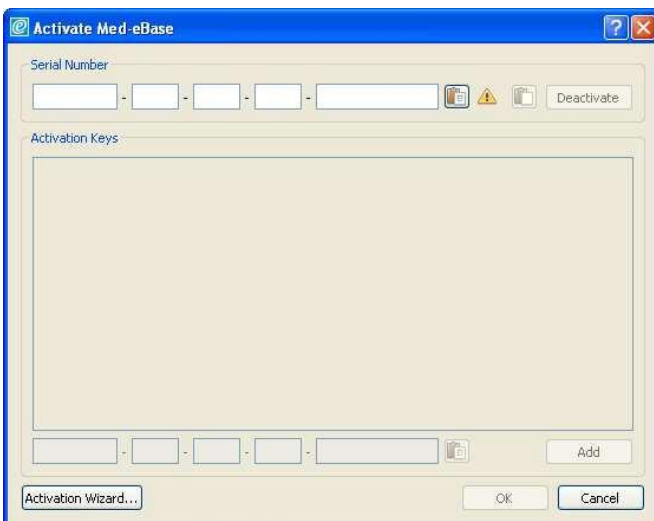 Activate Med-eBase
Serial Number
- - - - Deactivate
Activation Keys
- - - - Add
Activation Wizard... OK Cancel